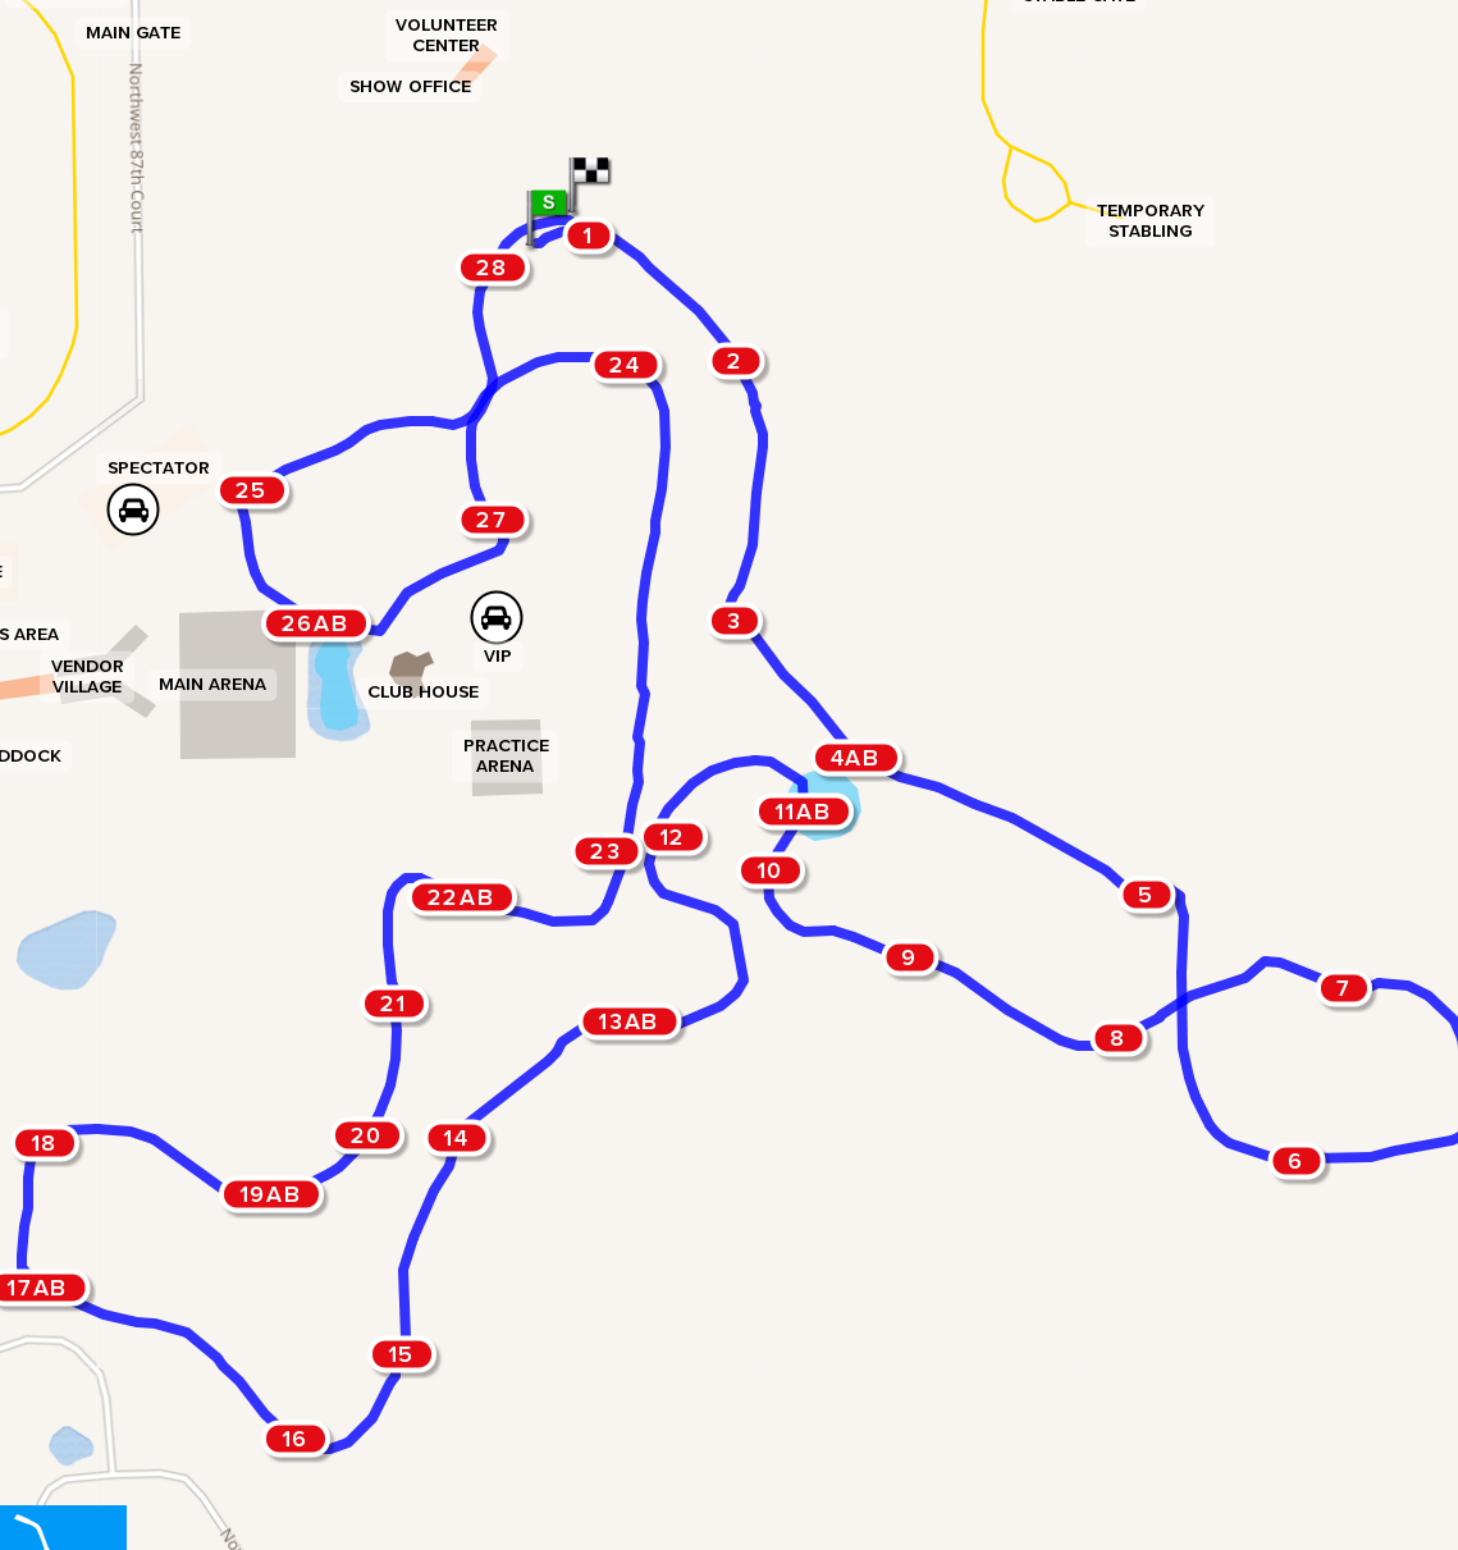 MAIN GATE
VOLUNTEER
CENTER
SHOW OFFICE
Northwest 87th Court
S
1
28
TEMPORARY
STABLING
2
24
SPECTATOR
25
27
3
26AB
S AREA
VENDOR
VILLAGE
MAIN ARENA
VIP
CLUB HOUSE
DDOCK
PRACTICE
ARENA
4AB
11AB
12
23
10
22AB
5
9
7
21
13AB
8
20
14
18
6
19AB
17AB
15
16